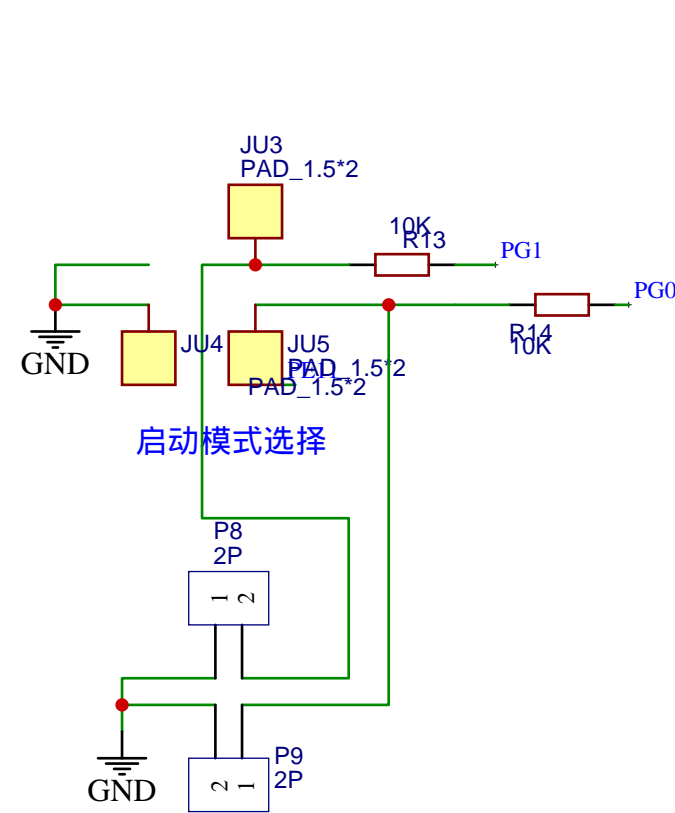 JU3
PAD_1.5*2
10K
R13
PG1
PG0
R14
10K
GND
JU4
JU5
PAD_1.5*2
PAD_1.5*2
启动模式选择
P8
2P
1 2
GND
P9
2P
2 1